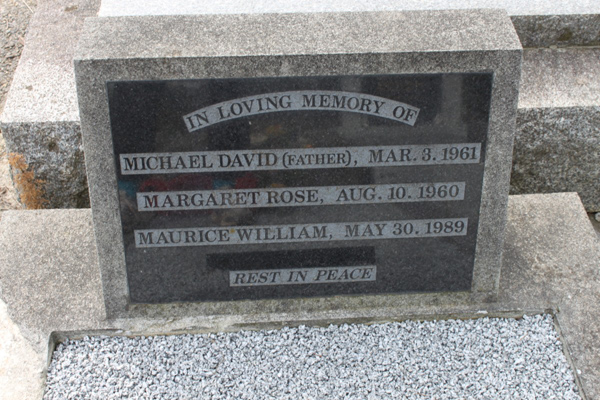 IN LOVING MEMORY OF
MICHAEL DAVID (FATHER), MAR. 3. 1961
MARGARET ROSE, AUG. 10. 1960
MAURICE WILLIAM, MAY 30. 1989
REST IN PEACE